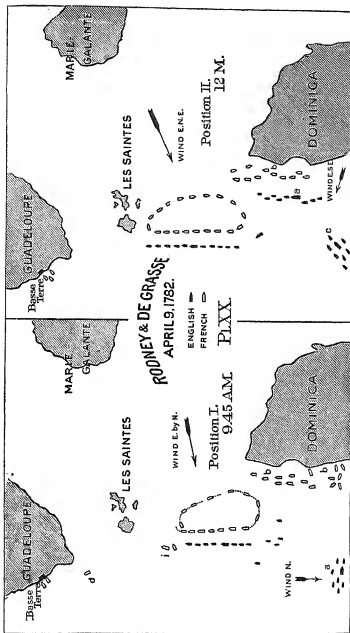 RODNEY & DE GRASSE
APRIL 9, 1782.
ENGLISH
FRENCH
Pl.XX.
GUADELOUPE
Basse
Terre
MARIE
GALANTE
LES SAINTES
WIND E. by N.
Position I.
9.45 A.M.
i
b
b
DOMINICA
WIND N.
a
GUADELOUPE
Basse
Terre
MARIE
GALANTE
LES SAINTES
WIND E.N.E.
Position II.
12 M.
b
a
DOMINICA
WIND E.SE.
c